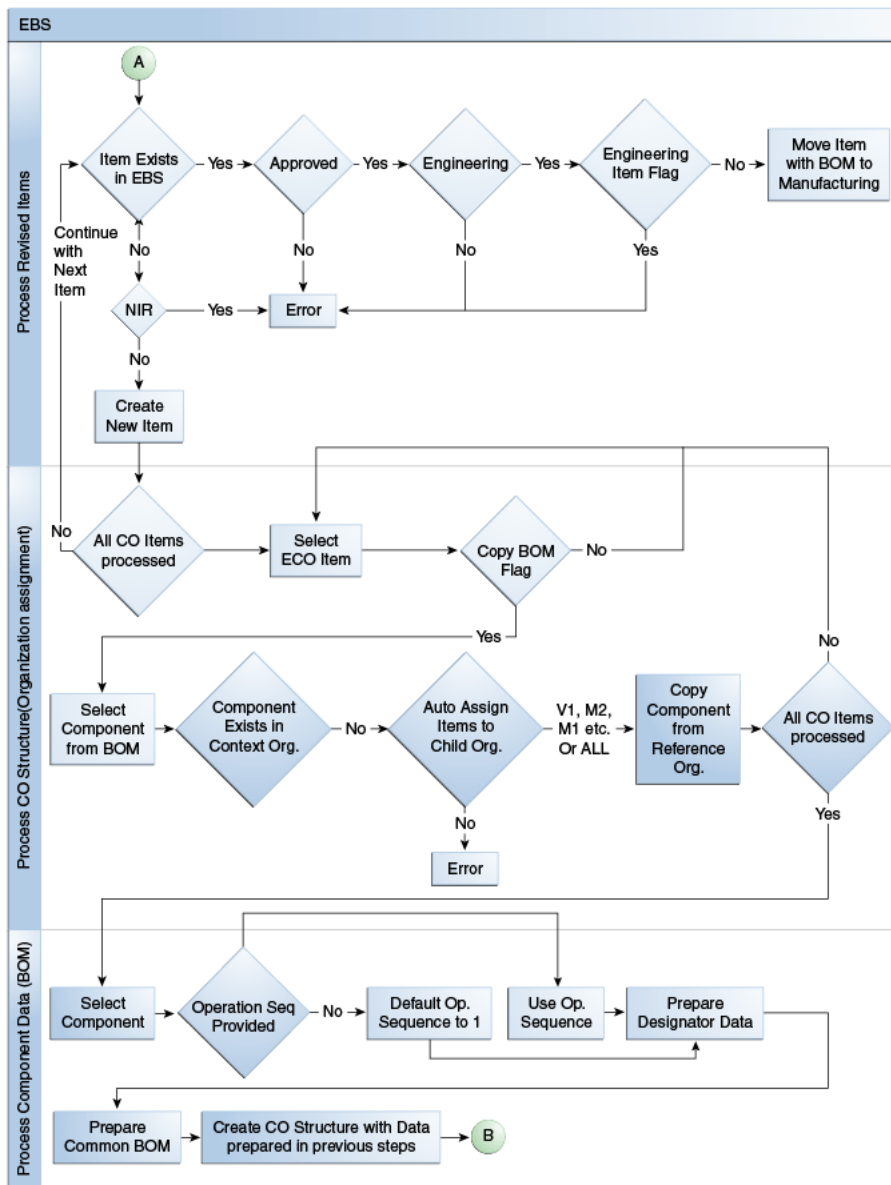 EBS
Process Revised Items
A
Item Exists
in EBS
Yes
Approved
Yes
Engineering
Yes
Engineering
Item Flag
No
Move Item
with BOM to
Manufacturing
Continue
with
Next
Item
No
No
No
Yes
NIR
Yes
Error
No
Create
New Item
Process CO Structure(Organization assignment)
No
All CO Items
processed
Select
ECO Item
Copy BOM
Flag
No
Yes
No
Select
Component
from BOM
Component
Exists in
Context Org.
No
Auto Assign
Items to
Child Org.
V1, M2,
M1 etc.
Or ALL
Copy
Component
from
Reference
Org.
All CO Items
processed
No
Yes
Error
Process Component Data (BOM)
Select
Component
Operation Seq
Provided
No
Default Op.
Sequence to 1
Use Op.
Sequence
Prepare
Designator Data
Prepare
Common BOM
Create CO Structure with Data
prepared in previous steps
B